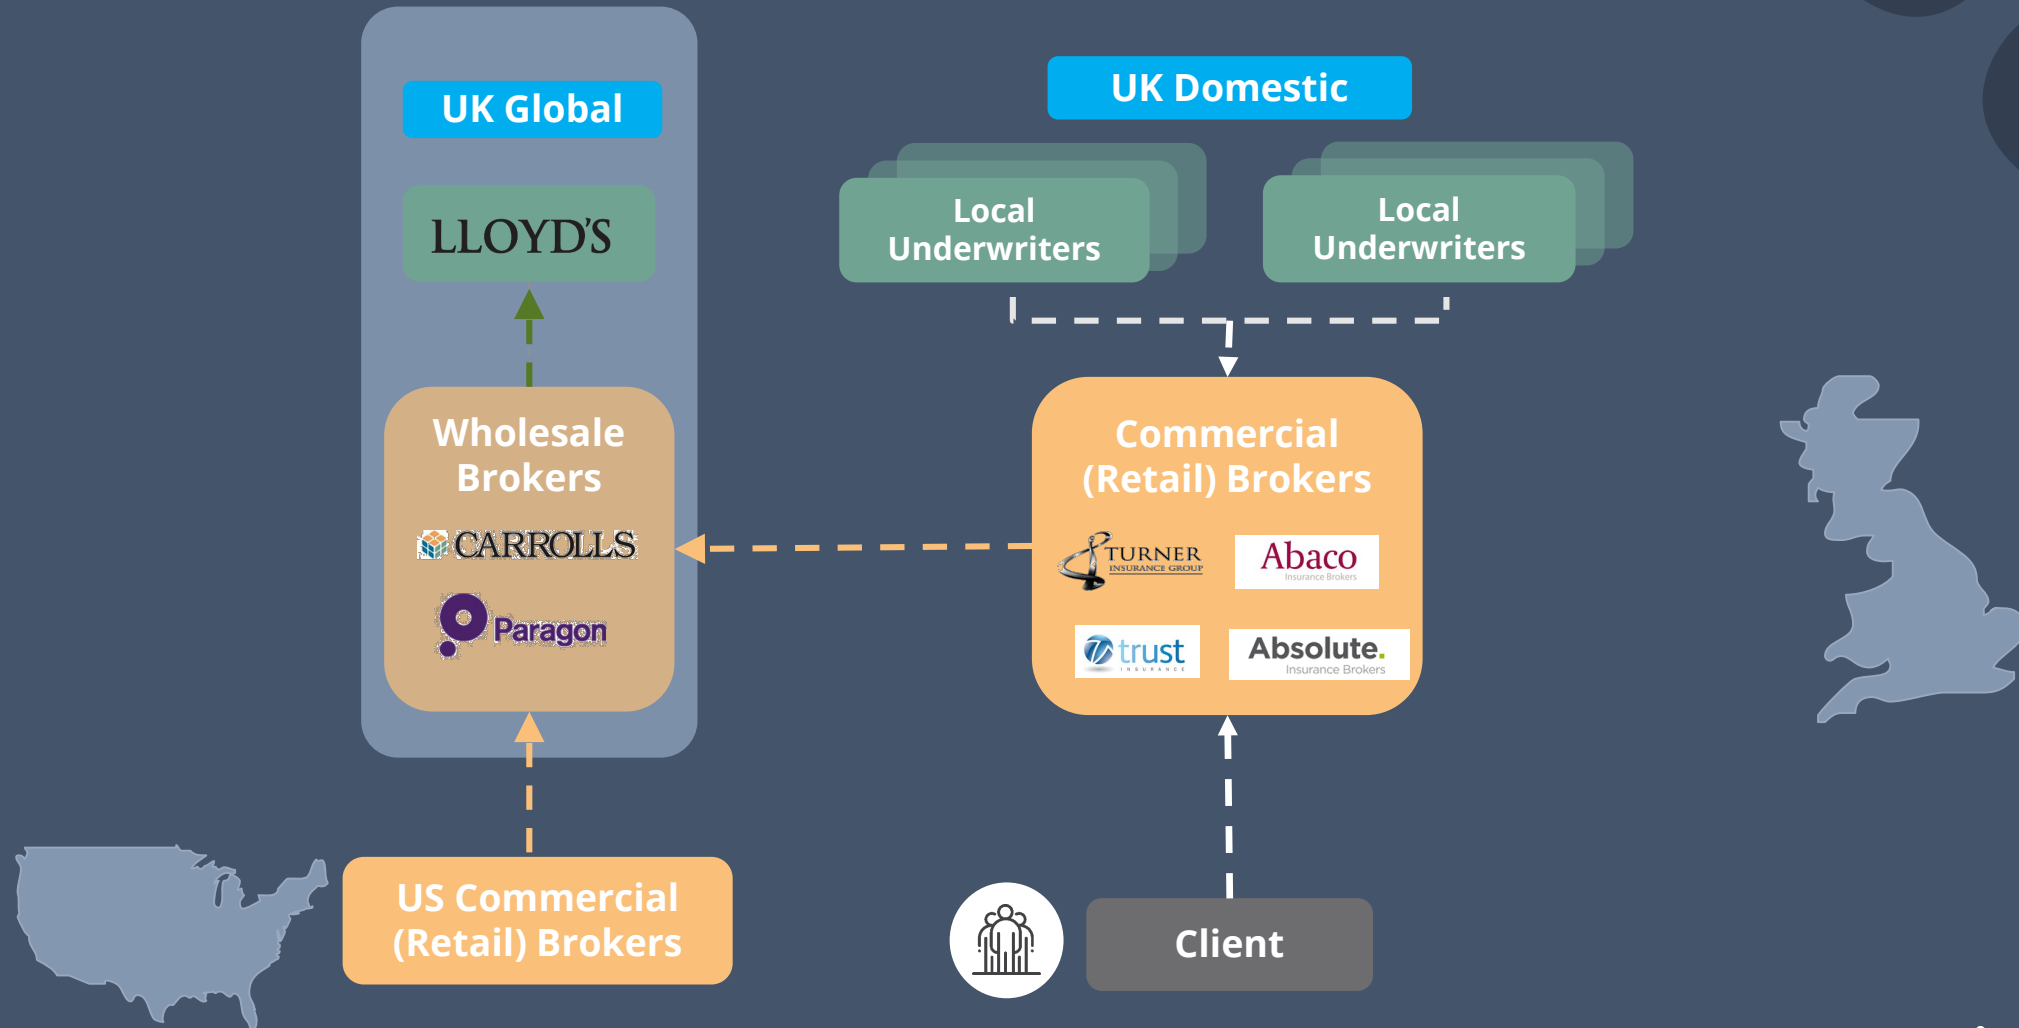 UK Global
LLOYD'S
Wholesale
Brokers
CARROLLS
Paragon
US Commercial
(Retail) Brokers
UK Domestic
Local
Underwriters
Local
Underwriters
Commercial
(Retail) Brokers
TURNER
INSURANCE GROUP
Abaco
Insurance Brokers
trust
INSURANCE
Absolute.
Insurance Brokers
Client